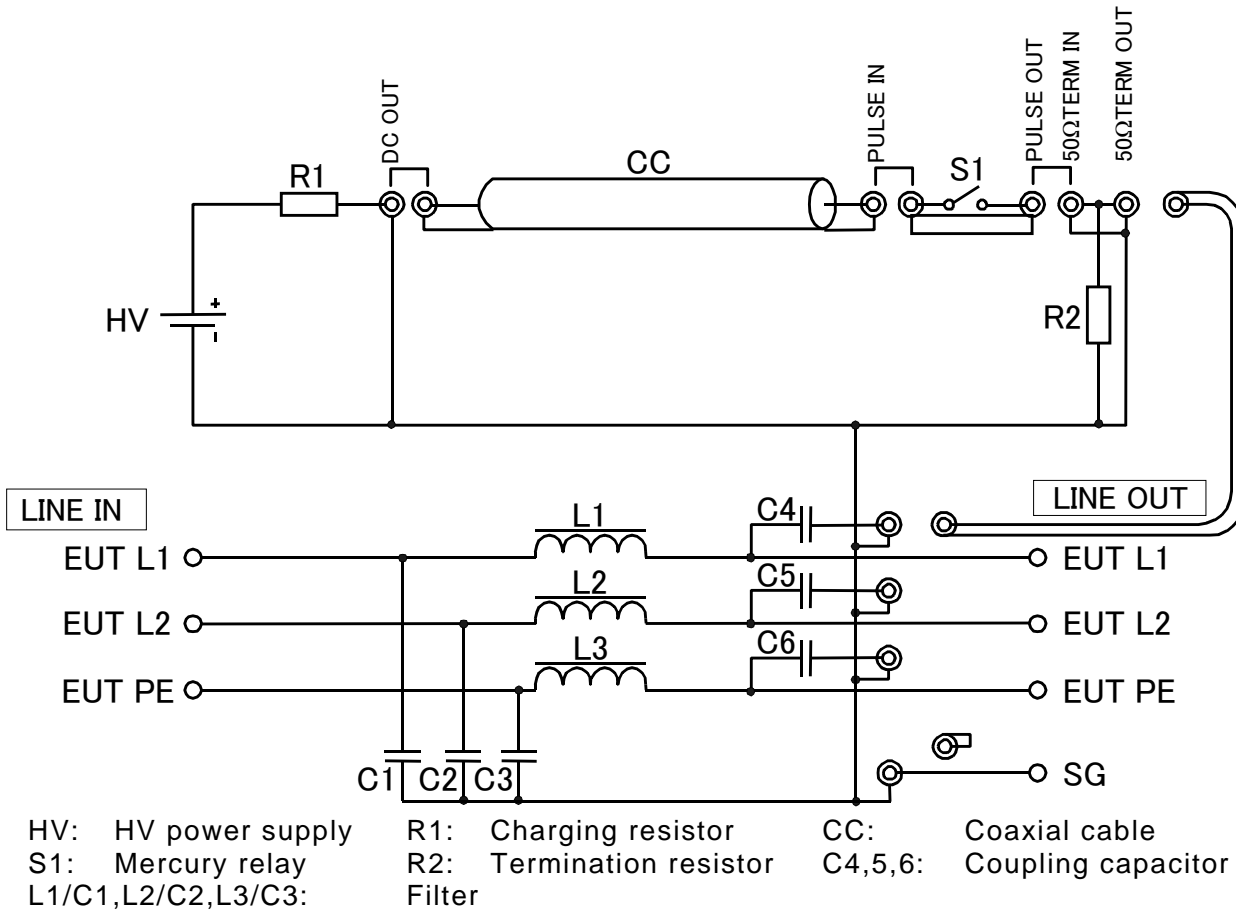 DC OUT
PULSE IN
PULSE OUT
50ΩTERM IN
50ΩTERM OUT
R1
CC
S1
HV
+
-
R2
LINE IN
LINE OUT
L1
C4
EUT L1
EUT L1
L2
C5
EUT L2
EUT L2
L3
C6
EUT PE
EUT PE
C1
C2
C3
SG
HV: HV power supply R1: Charging resistor CC: Coaxial cable
S1: Mercury relay R2: Termination resistor C4,5,6: Coupling capacitor
L1/C1,L2/C2,L3/C3: Filter